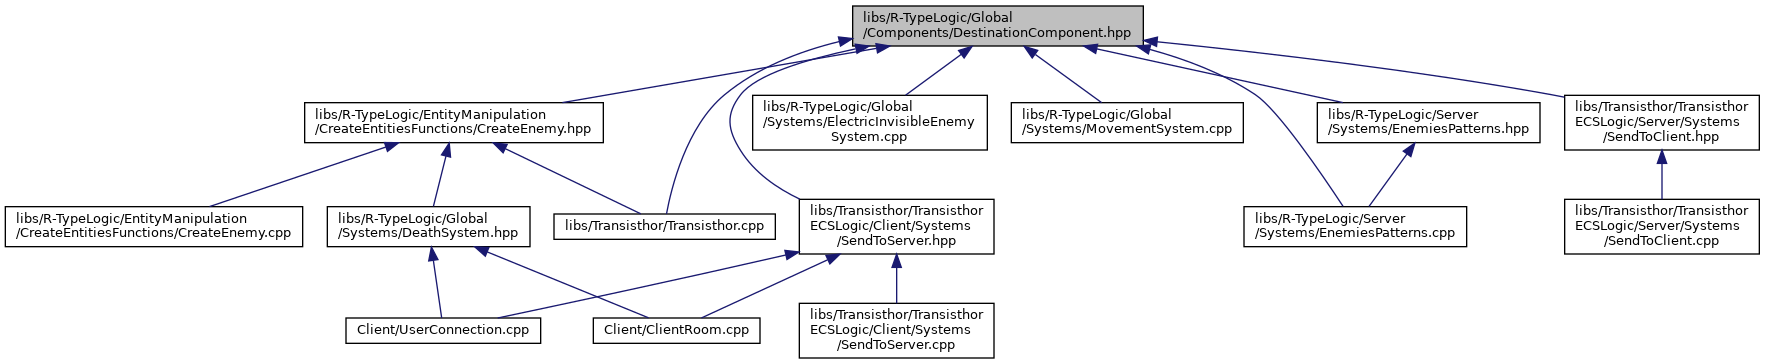 libs/R-TypeLogic/Global
/Components/DestinationComponent.hpp
libs/R-TypeLogic/EntityManipulation
/CreateEntitiesFunctions/CreateEnemy.hpp
libs/R-TypeLogic/Global
/Systems/ElectricInvisibleEnemy
System.cpp
libs/R-TypeLogic/Global
/Systems/MovementSystem.cpp
libs/R-TypeLogic/Server
/Systems/EnemiesPatterns.hpp
libs/Transisthor/Transisthor
ECSLogic/Server/Systems
/SendToClient.hpp
libs/R-TypeLogic/EntityManipulation
/CreateEntitiesFunctions/CreateEnemy.cpp
libs/R-TypeLogic/Global
/Systems/DeathSystem.hpp
libs/Transisthor/Transisthor.cpp
libs/Transisthor/Transisthor
ECSLogic/Client/Systems
/SendToServer.hpp
libs/R-TypeLogic/Server
/Systems/EnemiesPatterns.cpp
libs/Transisthor/Transisthor
ECSLogic/Server/Systems
/SendToClient.cpp
Client/UserConnection.cpp
Client/ClientRoom.cpp
libs/Transisthor/Transisthor
ECSLogic/Client/Systems
/SendToServer.cpp